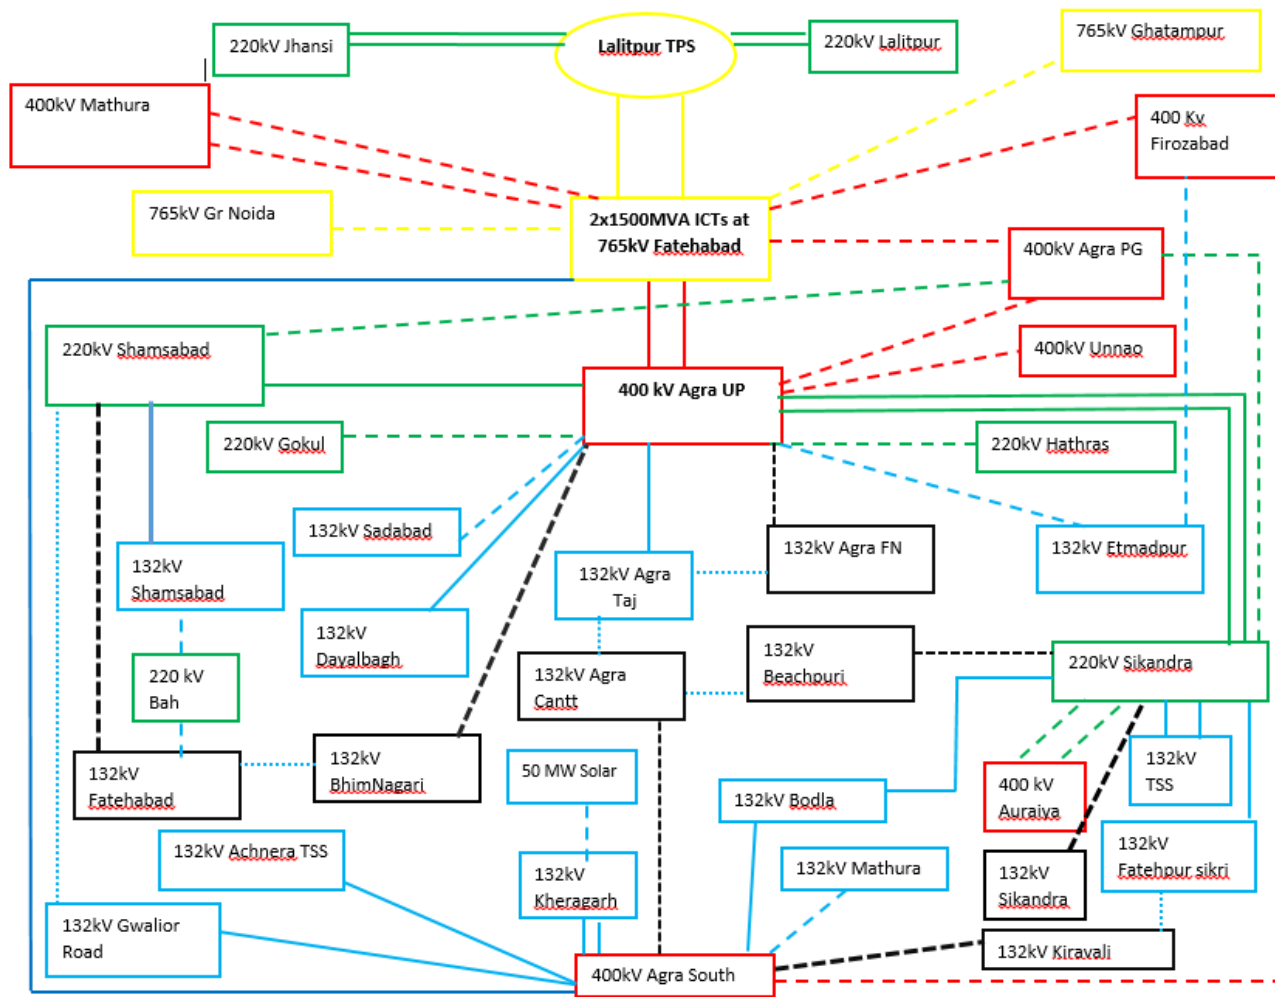 220kV Jhansi
Lalitpur TPS
220kV Lalitpur
765kV Ghatampur
400kV Mathura
400 Kv
Firozabad
765kV Gr Noida
2x1500MVA ICTs at
765kV Fatehabad
400kV Agra PG
220kV Shamsabad
400kV Unnao
400 kV Agra UP
220kV Gokul
220kV Hathras
132kV Sadabad
132kV Agra FN
132kV Etmadpur
132kV
Shamsabad
132kV Agra
Taj
132kV
Dayalbagh
132kV
Beachpuri
220kV Sikandra
220 kV
Bah
132kV Agra
Cantt
132kV
Fatehabad
132kV
BhimNagari
50 MW Solar
132kV Bodla
400 kV
Auraiya
132kV
TSS
132kV Achnera TSS
132kV
Kheragarh
132kV Mathura
132kV
Sikandra
132kV
Fatehpur sikri
132kV Gwalior
Road
132kV Kiravali
400kV Agra South